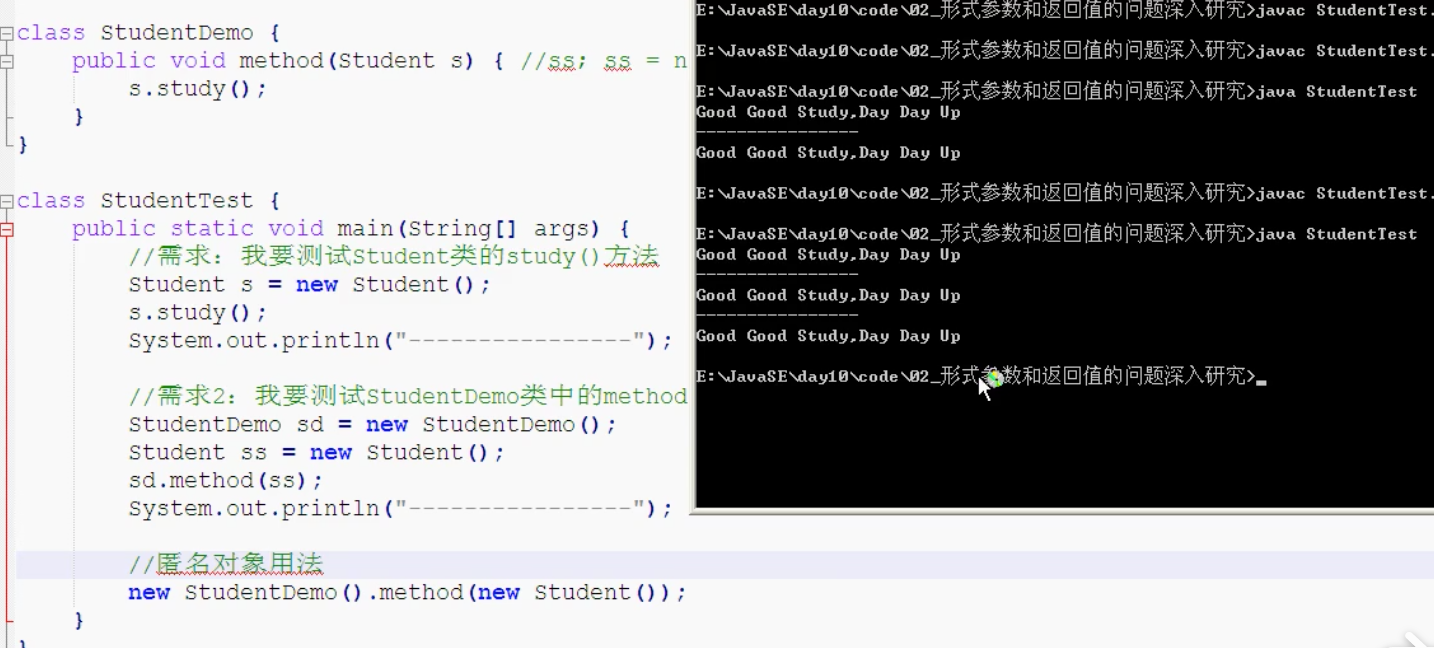 class StudentDemo {
public void method(Student s) { //ss; ss = n
s.study();
}
}
class StudentTest {
public static void main(String[] args) {
//需求：我要测试Student类的study()方法
Student s = new Student();
s.study();
System.out.println("----------------");
//需求2：我要测试StudentDemo类中的method
StudentDemo sd = new StudentDemo();
Student ss = new Student();
sd.method(ss);
System.out.println("----------------");
//匿名对象用法
new StudentDemo().method(new Student());
}
}
E:\JavaSE\day10\code\02_形式参数和返回值的问题深入研究>javac StudentTest.
E:\JavaSE\day10\code\02_形式参数和返回值的问题深入研究>javac StudentTest.
E:\JavaSE\day10\code\02_形式参数和返回值的问题深入研究>java StudentTest
Good Good Study,Day Day Up
----------------
Good Good Study,Day Day Up
E:\JavaSE\day10\code\02_形式参数和返回值的问题深入研究>javac StudentTest.
E:\JavaSE\day10\code\02_形式参数和返回值的问题深入研究>java StudentTest
Good Good Study,Day Day Up
----------------
Good Good Study,Day Day Up
----------------
Good Good Study,Day Day Up
E:\JavaSE\day10\code\02_形式参数和返回值的问题深入研究>_